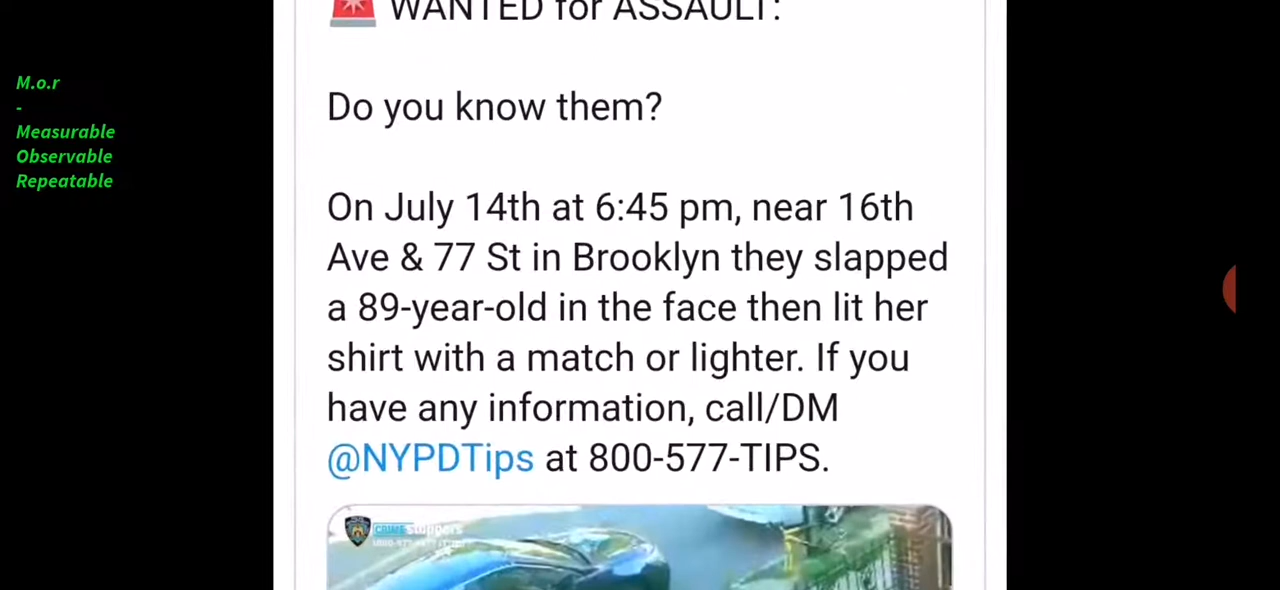 WANTED for ASSAULT:
M.o.r
-
Measurable
Observable
Repeatable
Do you know them?
On July 14th at 6:45 pm, near 16th
Ave & 77 St in Brooklyn they slapped
a 89-year-old in the face then lit her
shirt with a match or lighter. If you
have any information, call/DM
@NYPDTips at 800-577-TIPS.
CRIME stoppers